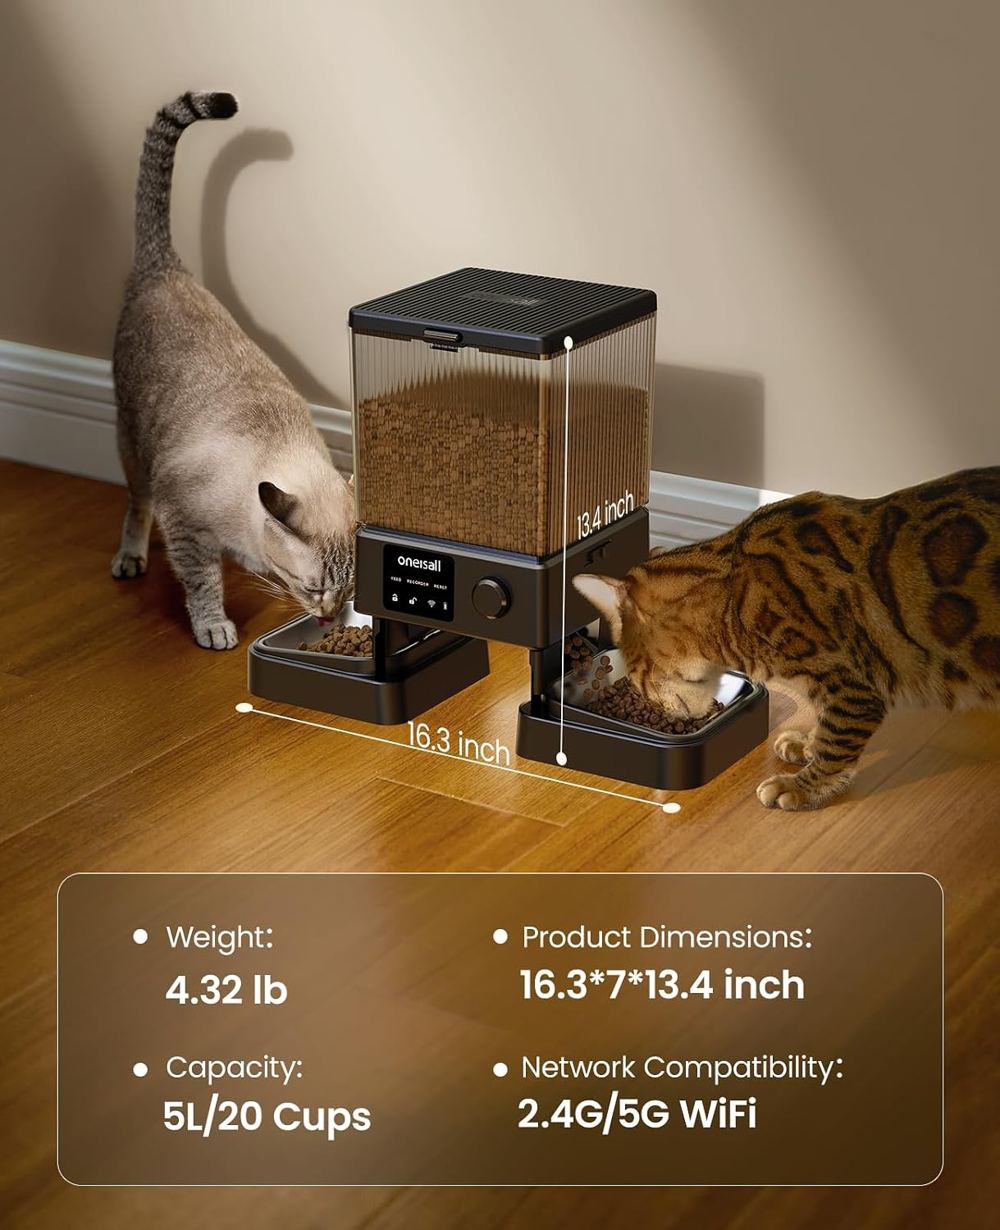 13.4 inch
oneisall
FEED RECORDER RESET
16.3 inch
Weight:
4.32 lb
Product Dimensions:
16.3*7*13.4 inch
Capacity:
5L/20 Cups
Network Compatibility:
2.4G/5G WiFi